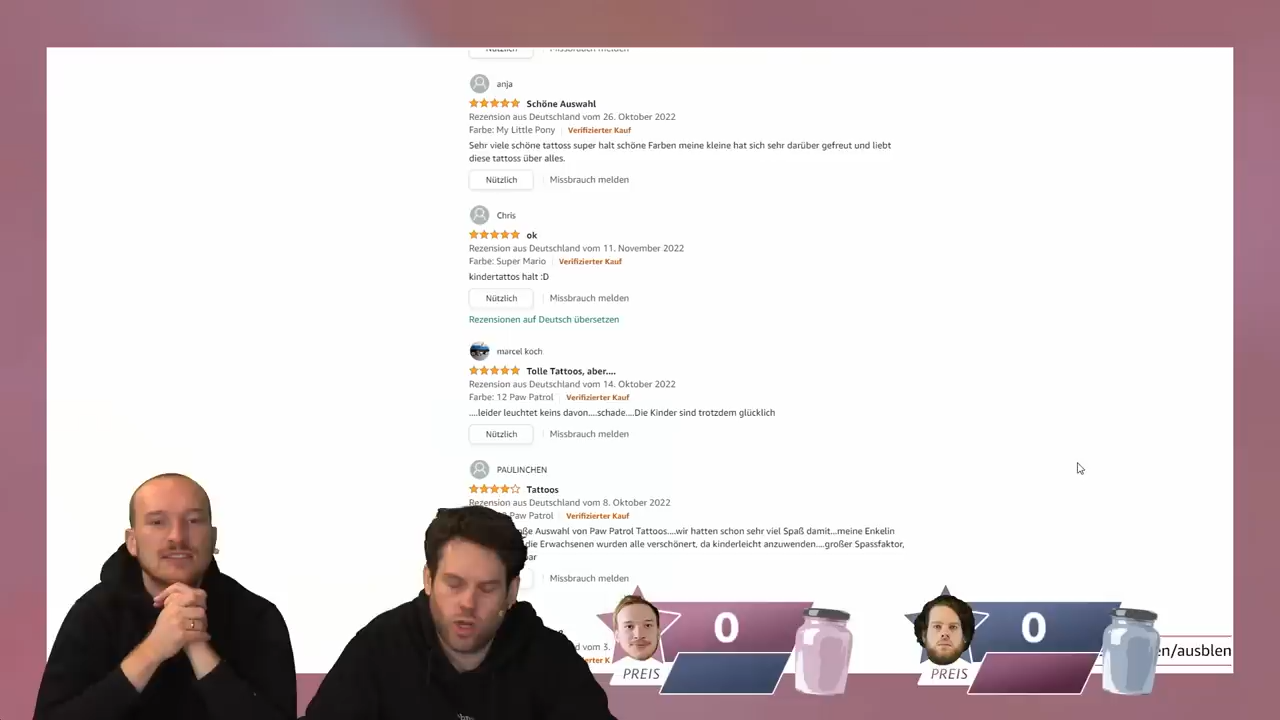 Nützlich Missbrauch melden
anja
Schöne Auswahl
Rezension aus Deutschland vom 26. Oktober 2022
Farbe: My Little Pony Verifizierter Kauf
Sehr viele schöne tattoss super halt schöne Farben meine kleine hat sich sehr darüber gefreut und liebt
diese tattoss über alles.
Nützlich Missbrauch melden
Chris
ok
Rezension aus Deutschland vom 11. November 2022
Farbe: Super Mario Verifizierter Kauf
kindertattos halt :D
Nützlich Missbrauch melden
Rezensionen auf Deutsch übersetzen
marcel koch
Tolle Tattoos, aber....
Rezension aus Deutschland vom 14. Oktober 2022
Farbe: 12 Paw Patrol Verifizierter Kauf
....leider leuchtet keins davon....schade....Die Kinder sind trotzdem glücklich
Nützlich Missbrauch melden
PAULINCHEN
Tattoos
Rezension aus Deutschland vom 8. Oktober 2022
Paw Patrol Verifizierter Kauf
Auswahl von Paw Patrol Tattoos....wir hatten schon sehr viel Spaß damit...meine Enkelin
die Erwachsenen wurden alle verschönert, da kinderleicht anzuwenden....großer Spassfaktor,
Missbrauch melden
vom 3.
0
PREIS
0
PREIS
en/ausblen